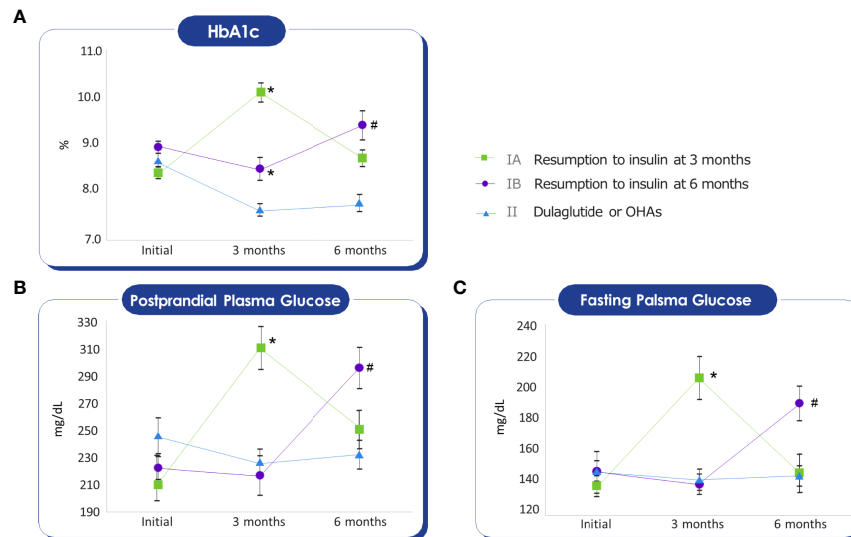 A
HbA1c
11.0
10.0
9.0
8.0
7.0
%
*
*
#
Initial 3 months 6 months
IA Resumption to insulin at 3 months
IB Resumption to insulin at 6 months
II Dulaglutide or OHAs
B
Postprandial Plasma Glucose
330
310
290
270
250
230
210
190
mg/dL
*
#
Initial 3 months 6 months
C
Fasting Palsma Glucose
240
220
200
180
160
140
120
mg/dL
*
#
Initial 3 months 6 months